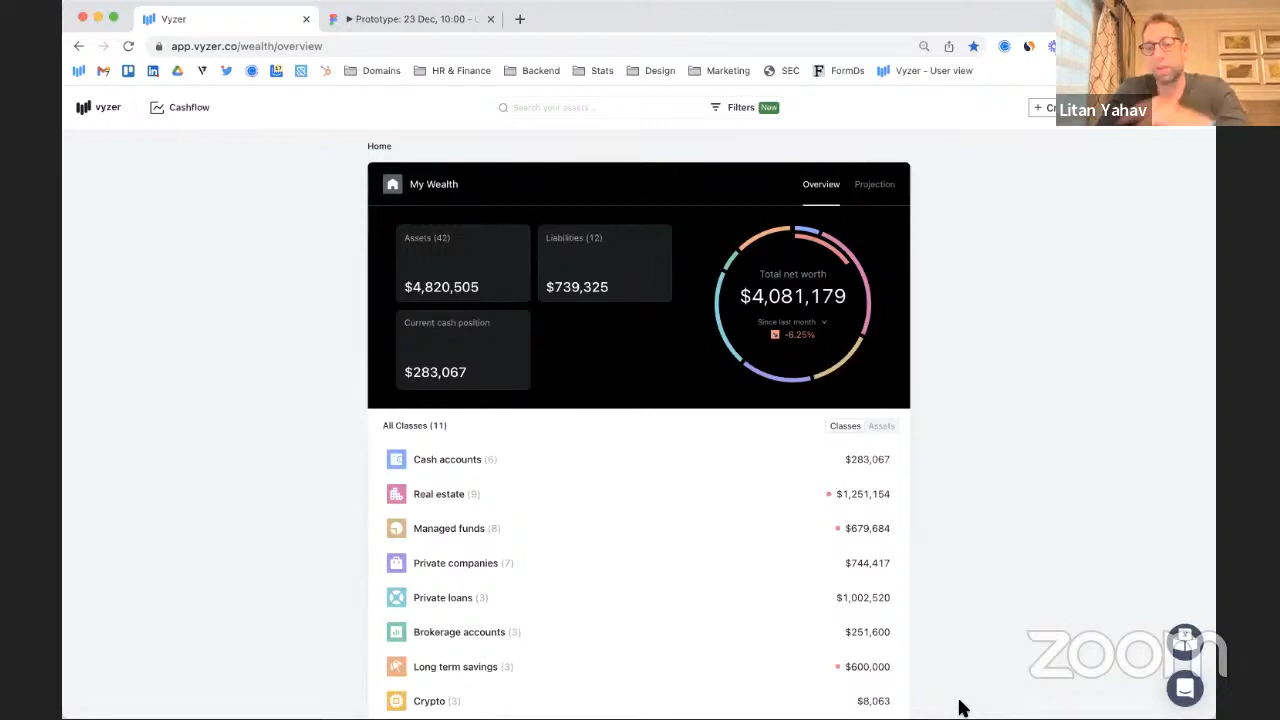 Vyzer
Prototype: 23 Dec, 10:00 -
app.vyzer.co/wealth/overview
Domains
HR & Finance
Backend
Stats
Design
Marketing
SEC
FormDs
Vyzer - User view
Litan Yahav
vyzer
Cashflow
Search your assets ...
Filters
New
Home
My Wealth
Overview
Projection
Assets (42)
$4,820,505
Liabilities (12)
$739,325
Current cash position
$283,067
Total net worth
$4,081,179
Since last month
-6.25%
All Classes (11)
Classes
Assets
Cash accounts (6)
$283,067
Real estate (9)
$1,251,154
Managed funds (8)
$679,684
Private companies (7)
$744,417
Private loans (3)
$1,002,520
Brokerage accounts (3)
$251,600
Long term savings (3)
$600,000
Crypto (3)
$8,063
zoom